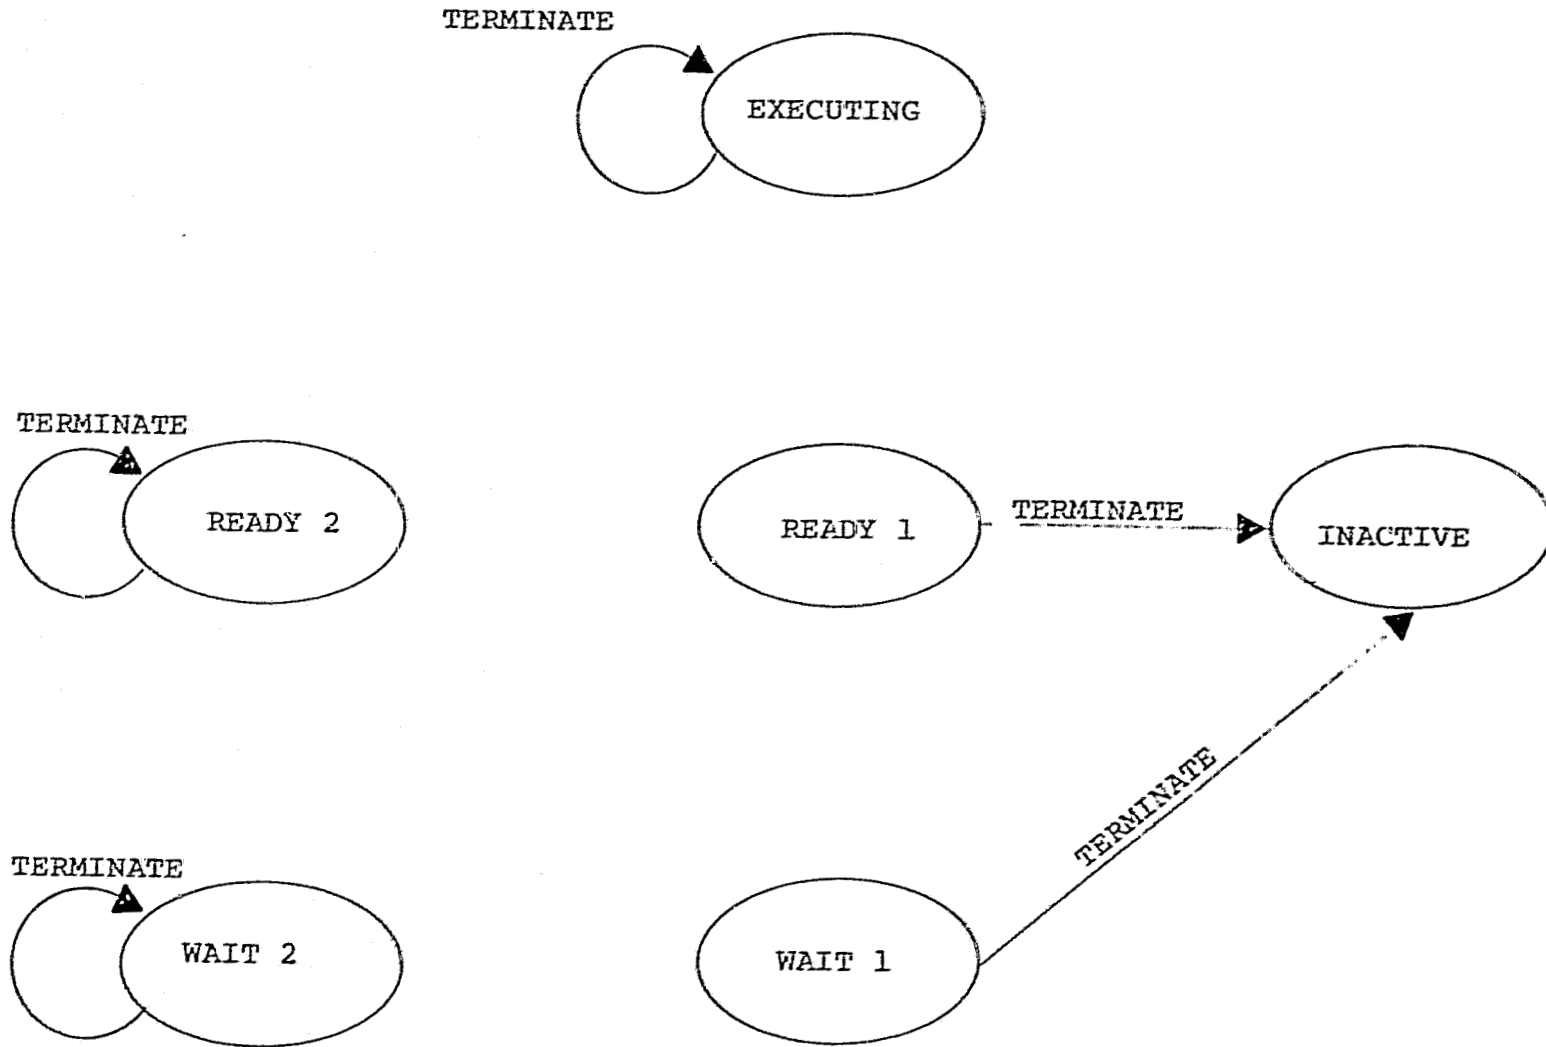 TERMINATE
EXECUTING
TERMINATE
READY 2
READY 1
TERMINATE
INACTIVE
TERMINATE
TERMINATE
WAIT 2
WAIT 1